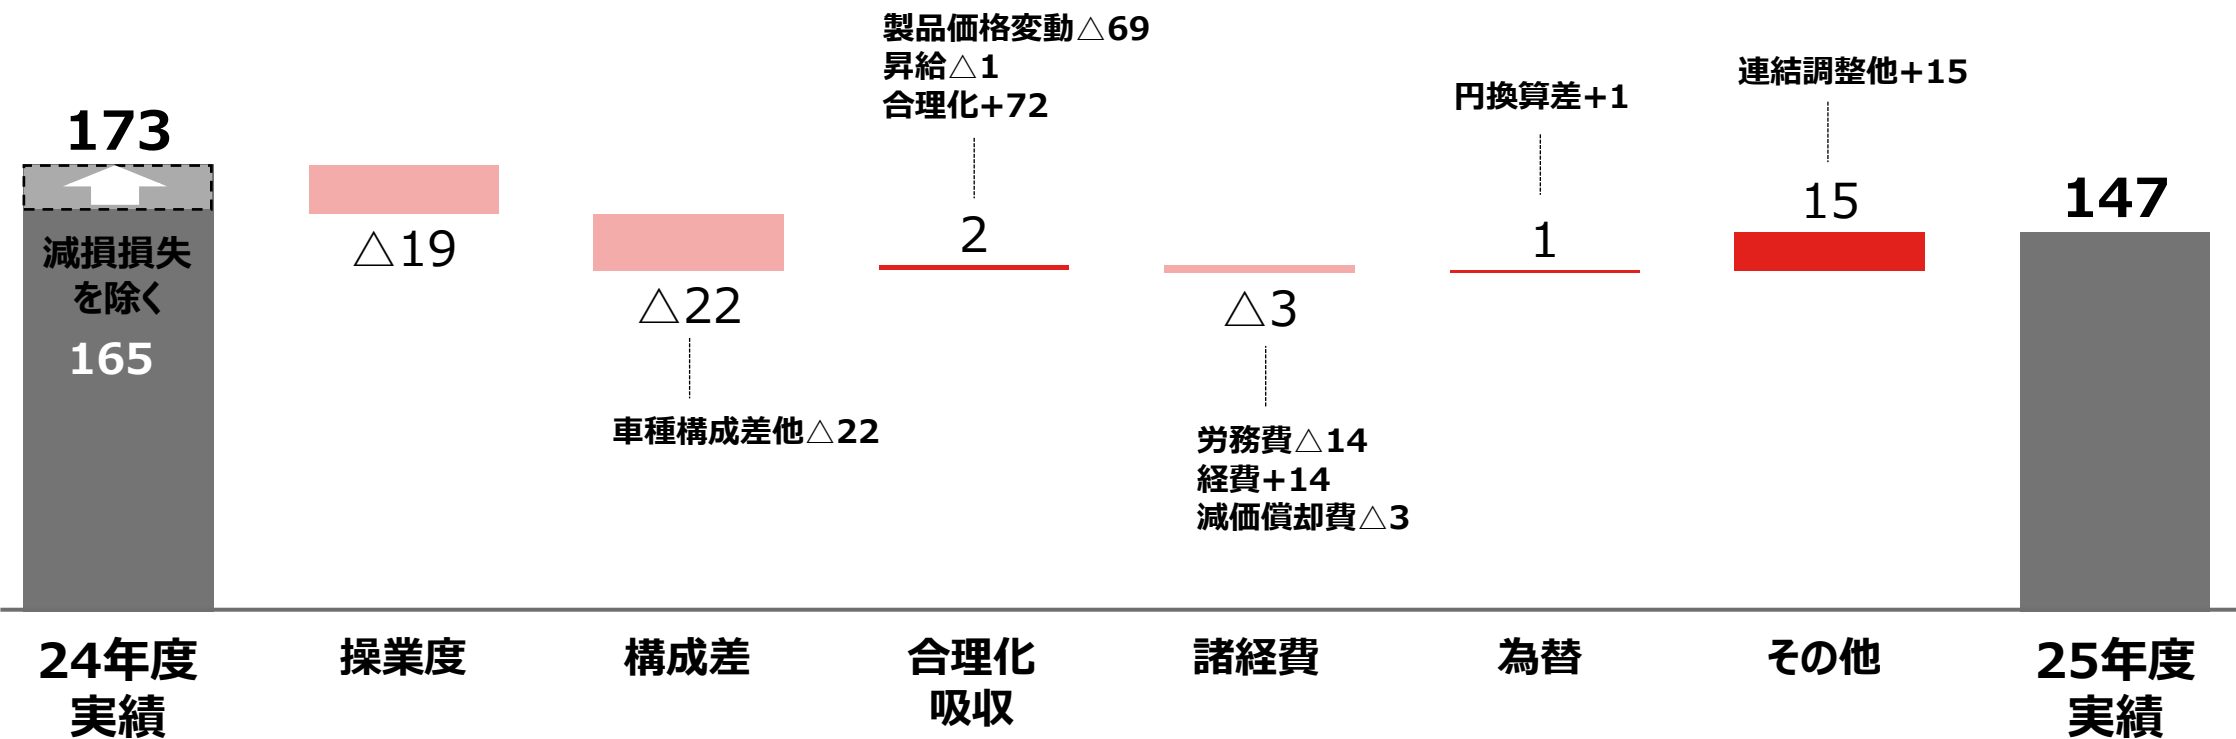 製品価格変動△69
昇給△1
合理化+72
円換算差+1
連結調整他+15
173
減損損失
を除く
165
△19
△22
車種構成差他△22
2
△3
労務費△14
経費+14
減価償却費△3
1
15
147
24年度
実績
操業度
構成差
合理化
吸収
諸経費
為替
その他
25年度
実績